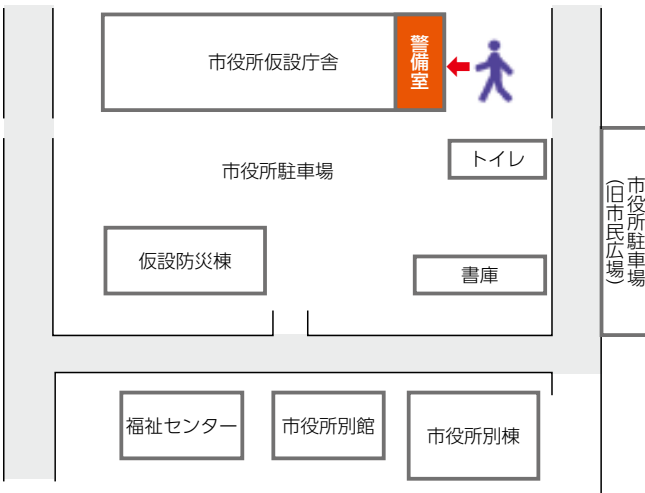 市役所仮設庁舎
警備室
市役所駐車場
トイレ
市役所駐車場
(旧市民広場)
仮設防災棟
書庫
福祉センター
市役所別館
市役所別棟